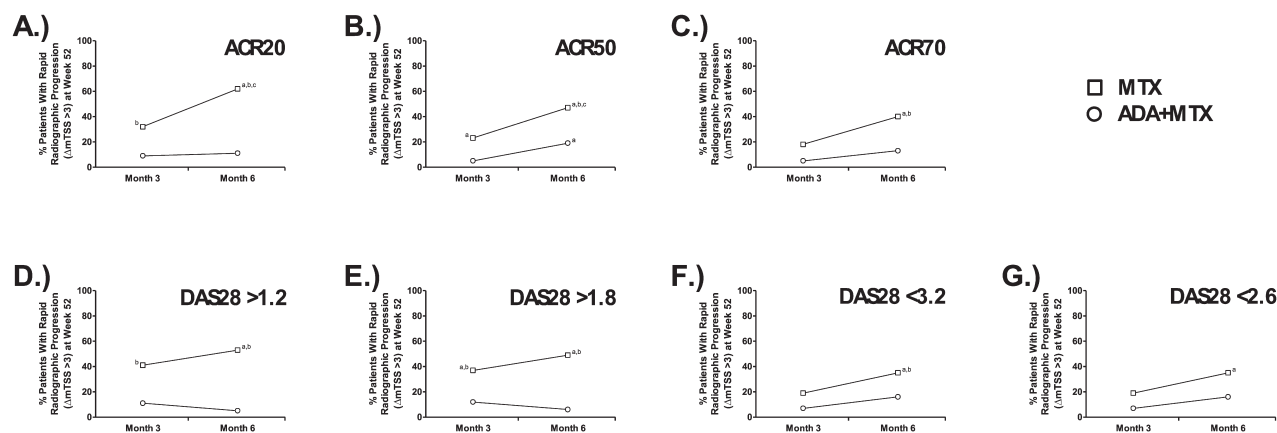 A.)
ACR20
% Patients With Rapid
Radiographic Progression
(ΔmTSS >3) at Week 52
100
80
60
40
20
0
b
a,b,c
Month 3
Month 6
B.)
ACR50
% Patients With Rapid
Radiographic Progression
(ΔmTSS >3) at Week 52
100
80
60
40
20
0
a
a,b,c
a
Month 3
Month 6
C.)
ACR70
% Patients With Rapid
Radiographic Progression
(ΔmTSS >3) at Week 52
100
80
60
40
20
0
a,b
Month 3
Month 6
MTX
ADA+MTX
D.)
DAS28 >1.2
% Patients With Rapid
Radiographic Progression
(ΔmTSS >3) at Week 52
100
80
60
40
20
0
b
a,b
Month 3
Month 6
E.)
DAS28 >1.8
% Patients With Rapid
Radiographic Progression
(ΔmTSS >3) at Week 52
100
80
60
40
20
0
a,b
a,b
Month 3
Month 6
F.)
DAS28 <3.2
% Patients With Rapid
Radiographic Progression
(ΔmTSS >3) at Week 52
100
80
60
40
20
0
a,b
Month 3
Month 6
G.)
DAS28 <2.6
% Patients With Rapid
Radiographic Progression
(ΔmTSS >3) at Week 52
100
80
60
40
20
0
a
Month 3
Month 6